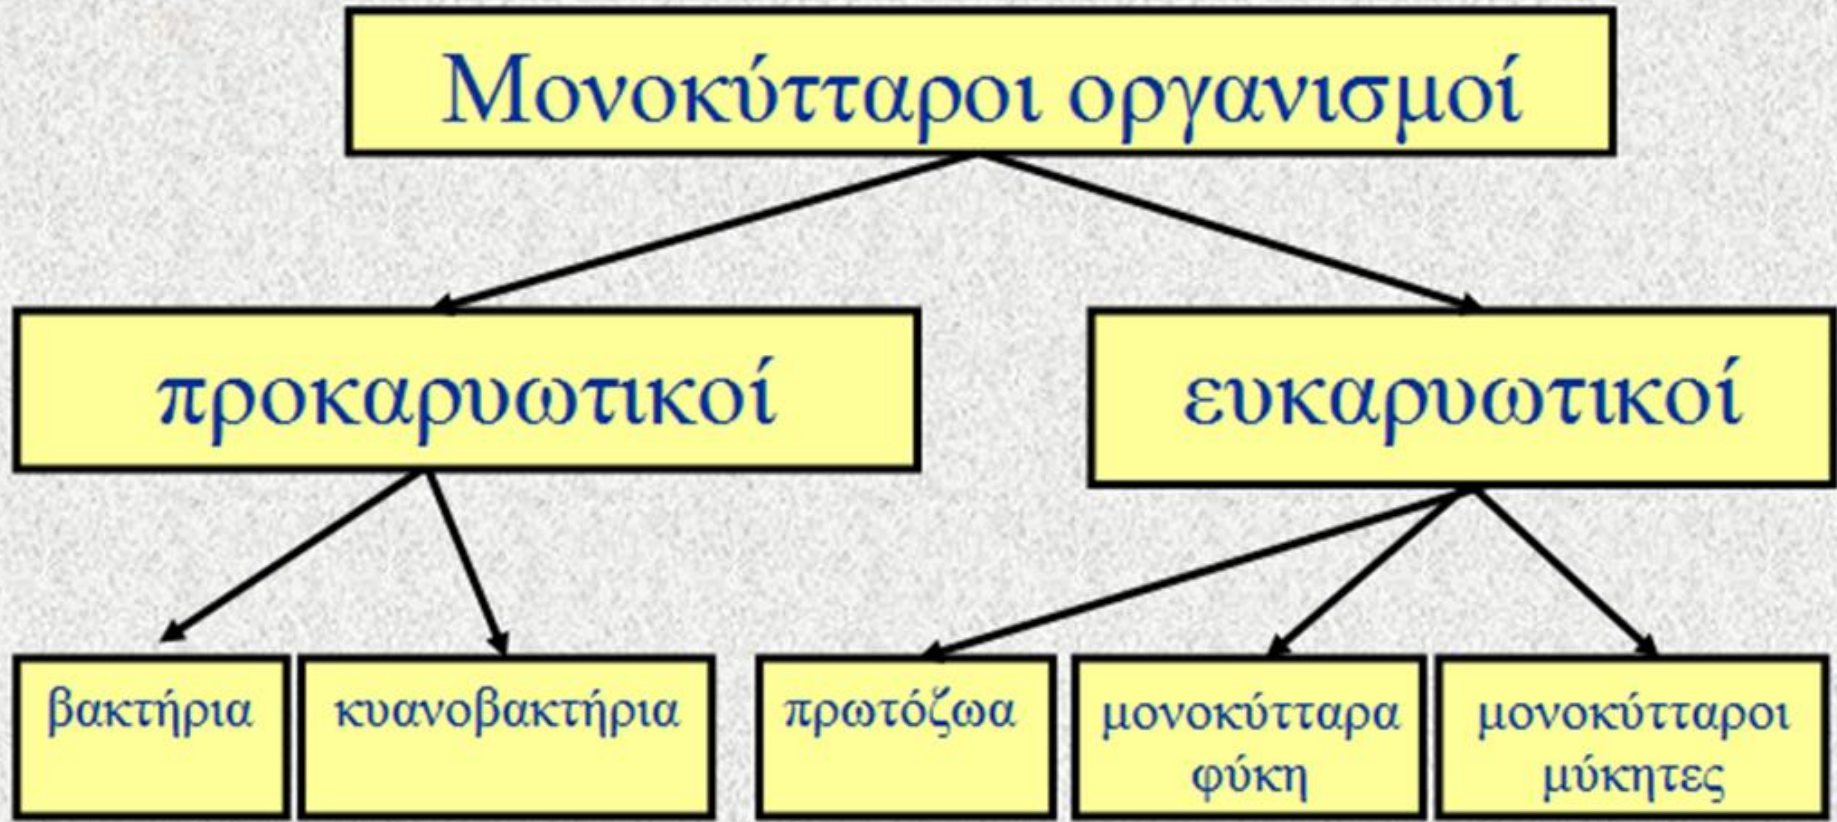 Μονοκύτταροι οργανισμοί
προκαρυωτικοί
ευκαρυωτικοί
βακτήρια
κυανοβακτήρια
πρωτόζωα
μονοκύτταρα
φύκη
μονοκύτταροι
μύκητες